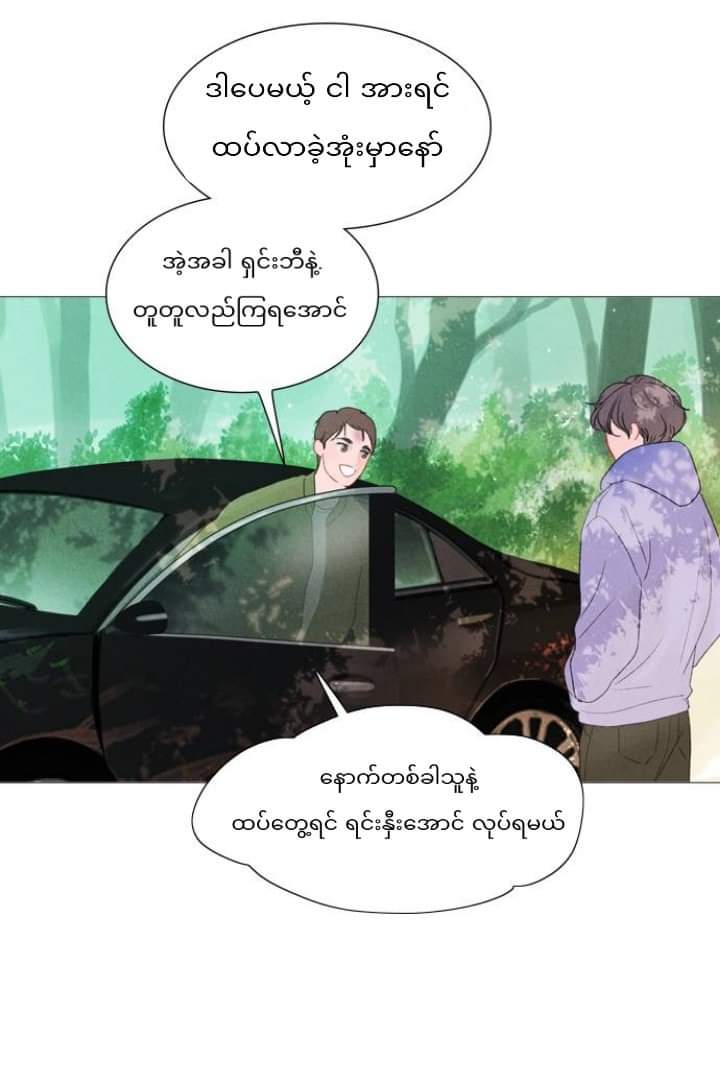 ဒါပေမယ့် ငါ အားရင်
ထပ်လာခဲ့အုံးမှာနော်
အဲ့အခါ ရှင်းဘီနဲ့
တူတူလည်ကြရအောင်
နောက်တစ်ခါသူနဲ့
ထပ်တွေ့ရင် ရင်းနှီးအောင် လုပ်ရမယ်